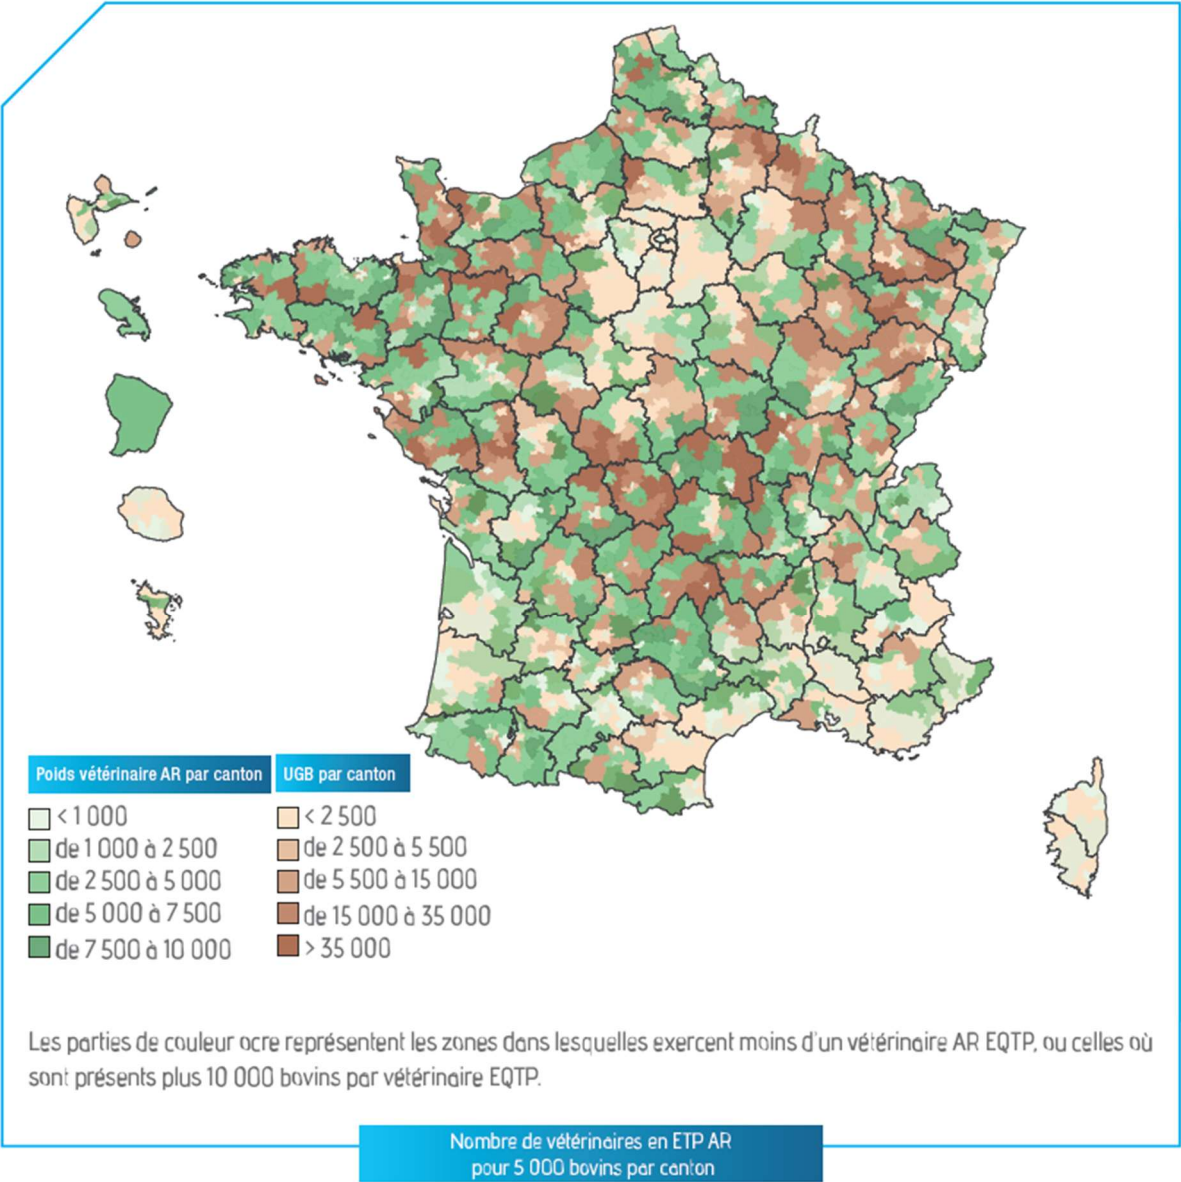 Poids vétérinaire AR par canton
UGB par canton
< 1 000
de 1 000 à 2 500
de 2 500 à 5 000
de 5 000 à 7 500
de 7 500 à 10 000
< 2 500
de 2 500 à 5 500
de 5 500 à 15 000
de 15 000 à 35 000
> 35 000
Les parties de couleur ocre représentent les zones dans lesquelles exercent moins d'un vétérinaire AR EQTP, ou celles où
sont présents plus 10 000 bovins par vétérinaire EQTP.
Nombre de vétérinaires en ETP AR
pour 5 000 bovins par canton